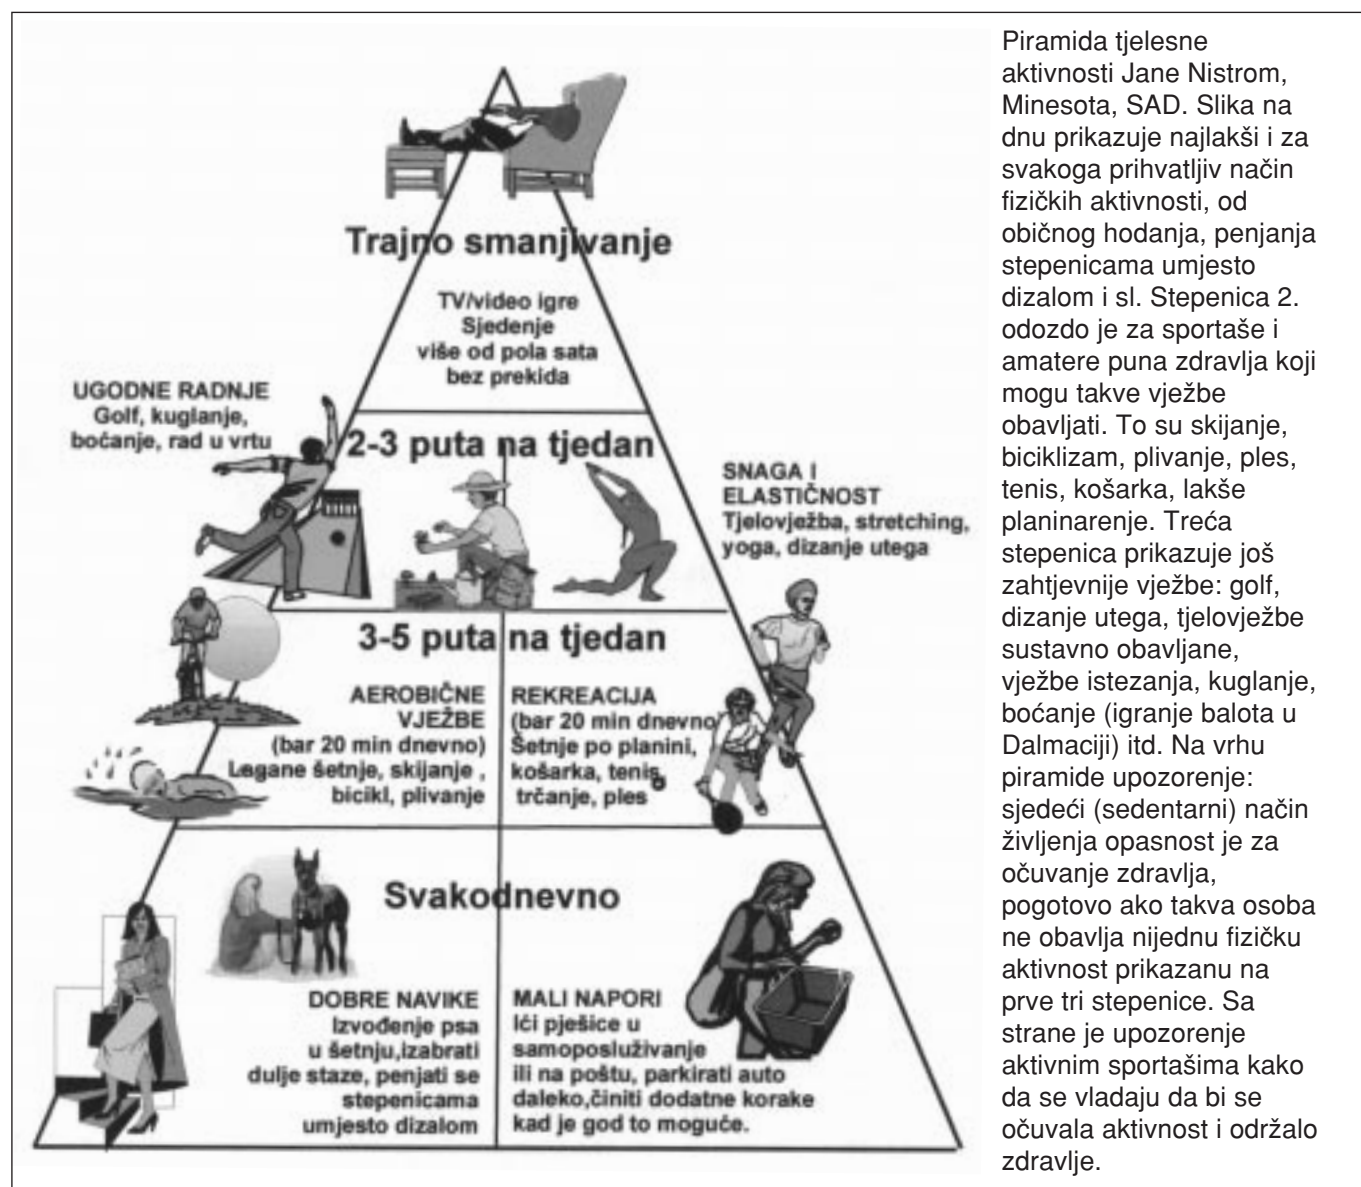 Trajno smanjivanje
TV/video igre
Sjedenje
više od pola sata
bez prekida
UGODNE RADNJE
Golf, kuglanje,
boćanje, rad u vrtu
2-3 puta na tjedan
SNAGA I
ELASTIČNOST
Tjelovježba, stretching,
yoga, dizanje utega
3-5 puta na tjedan
AEROBIČNE
VJEŽBE
(bar 20 min dnevno)
Lagane šetnje, skijanje ,
bicikl, plivanje
REKREACIJA
(bar 20 min dnevno)
Šetnje po planini,
košarka, tenis,
trčanje, ples
Svakodnevno
DOBRE NAVIKE
Izvođenje psa
u šetnju,izabrati
dulje staze, penjati se
stepenicama
umjesto dizalom
MALI NAPORI
Ići pješice u
samoposluživanje
ili na poštu, parkirati auto
daleko,činiti dodatne korake
kad je god to moguče.
Piramida tjelesne
aktivnosti Jane Nistrom,
Minesota, SAD. Slika na
dnu prikazuje najlakši i za
svakoga prihvatljiv način
fizičkih aktivnosti, od
običnog hodanja, penjanja
stepenicama umjesto
dizalom i sl. Stepenica 2.
odozdo je za sportaše i
amatere puna zdravlja koji
mogu takve vježbe
obavljati. To su skijanje,
biciklizam, plivanje, ples,
tenis, košarka, lakše
planinarenje. Treća
stepenica prikazuje još
zahtjevnije vježbe: golf,
dizanje utega, tjelovježbe
sustavno obavljane,
vježbe istezanja, kuglanje,
boćanje (igranje balota u
Dalmaciji) itd. Na vrhu
piramide upozorenje:
sjedeći (sedentarni) način
življenja opasnost je za
očuvanje zdravlja,
pogotovo ako takva osoba
ne obavlja nijednu fizičku
aktivnost prikazanu na
prve tri stepenice. Sa
strane je upozorenje
aktivnim sportašima kako
da se vladaju da bi se
očuvala aktivnost i održalo
zdravlje.